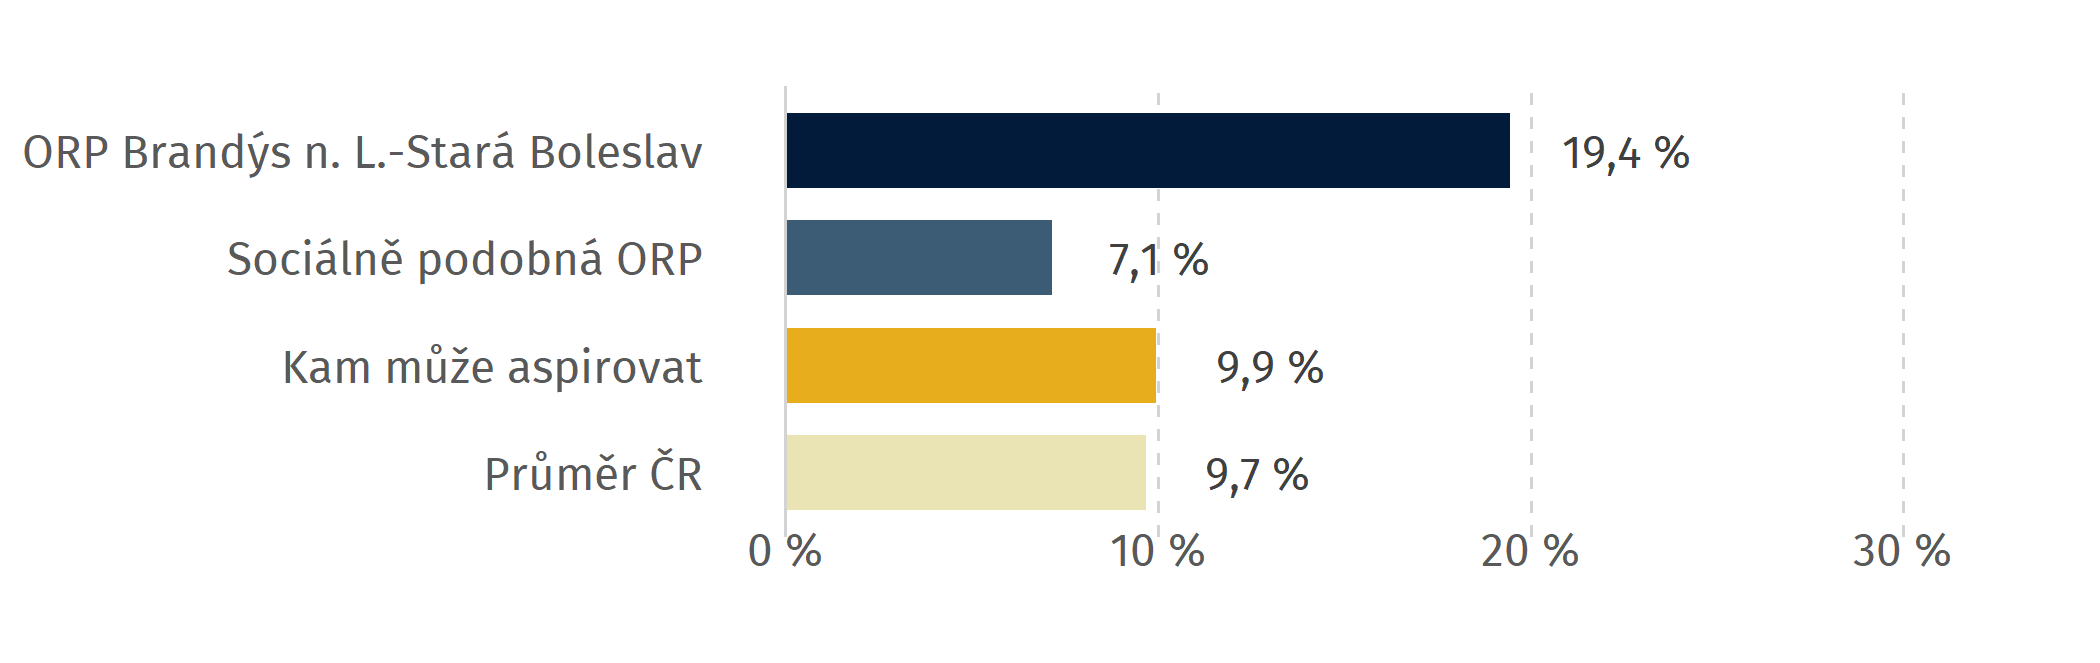 ORP Brandýs n. L.-Stará Boleslav 19,4 %
Sociálně podobná ORP 7,1 %
Kam může aspirovat 9,9 %
Průměr ČR 9,7 %
0 % 10 % 20 % 30 %